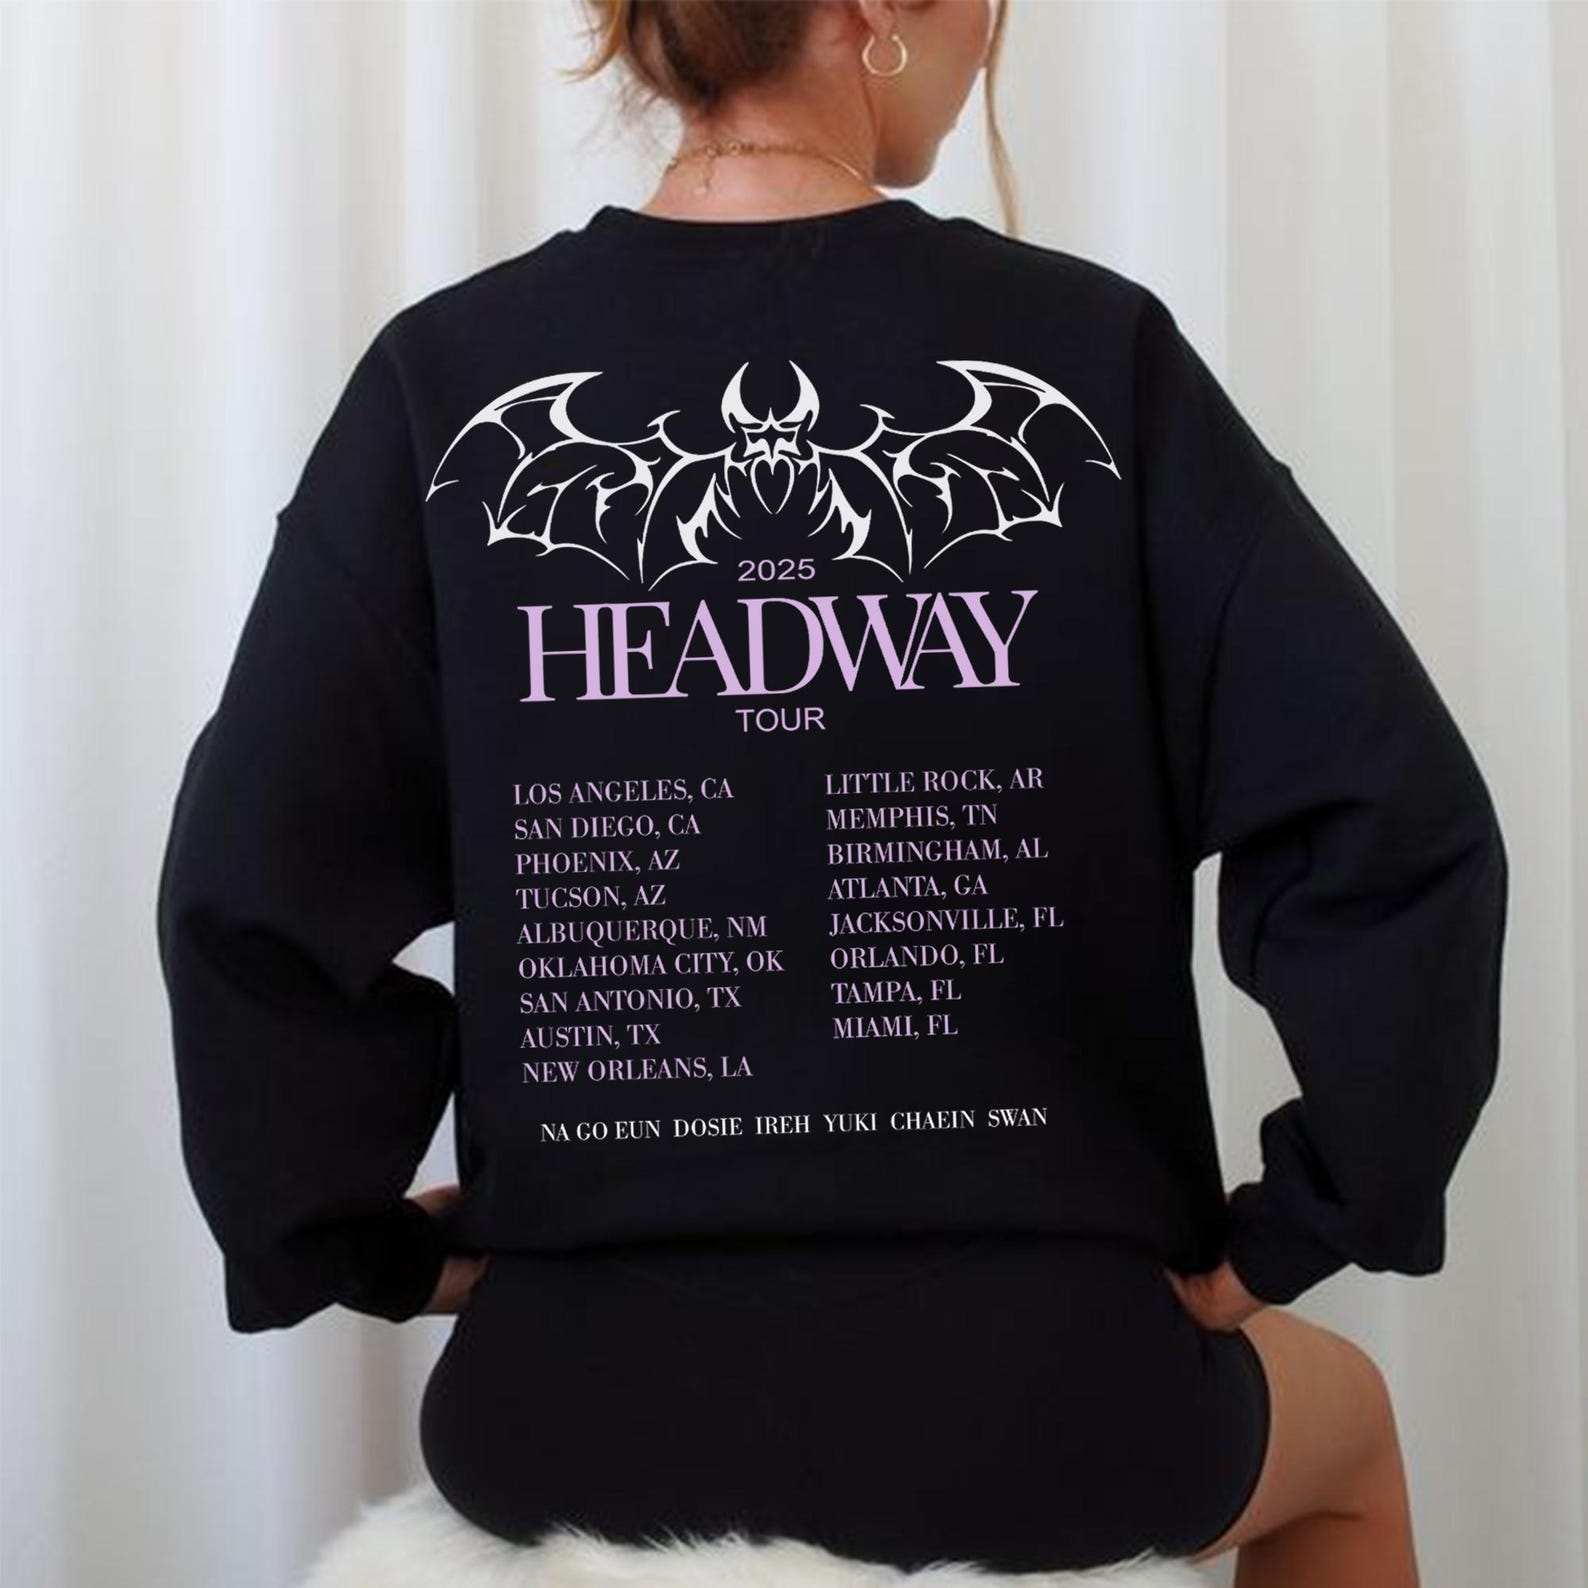 2025
HEADWAY
TOUR
LOS ANGELES, CA
SAN DIEGO, CA
PHOENIX, AZ
TUCSON, AZ
ALBUQUERQUE, NM
OKLAHOMA CITY, OK
SAN ANTONIO, TX
AUSTIN, TX
NEW ORLEANS, LA
LITTLE ROCK, AR
MEMPHIS, TN
BIRMINGHAM, AL
ATLANTA, GA
JACKSONVILLE, FL
ORLANDO, FL
TAMPA, FL
MIAMI, FL
NA GO EUN DOSIE IREH YUKI CHAEIN SWAN